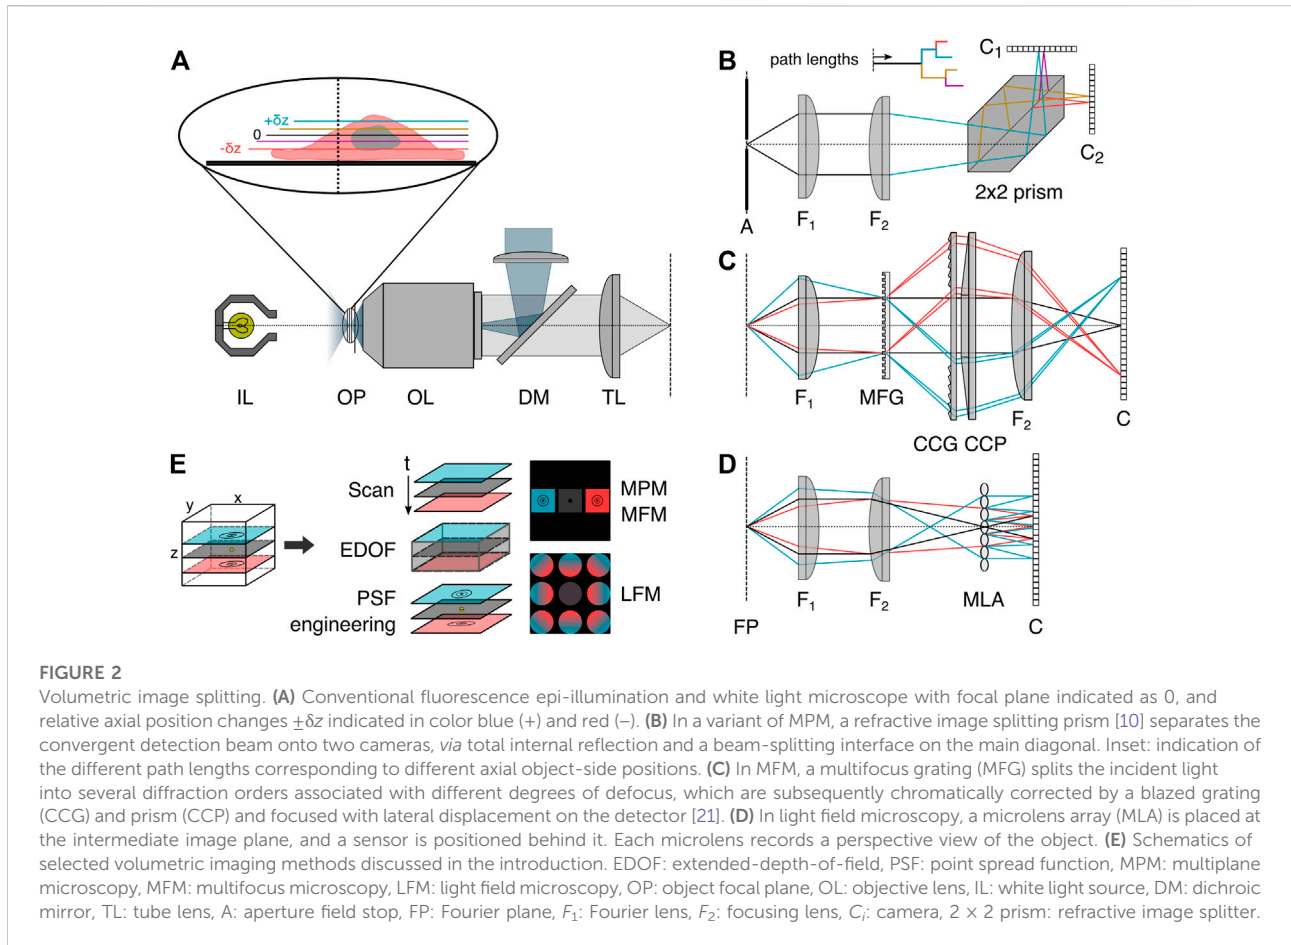 A
+δz
0
-δz
IL
OP
OL
DM
TL
B
path lengths
C1
C2
2x2 prism
A
F1
F2
C
F1
MFG
CCG CCP
F2
C
D
F1
F2
MLA
FP
C
E
x
y
z
t
Scan
EDOF
PSF
engineering
MPM
MFM
LFM
FIGURE 2
Volumetric image splitting. (A) Conventional fluorescence epi-illumination and white light microscope with focal plane indicated as 0, and
relative axial position changes ±δz indicated in color blue (+) and red (−). (B) In a variant of MPM, a refractive image splitting prism [10] separates the
convergent detection beam onto two cameras, via total internal reflection and a beam-splitting interface on the main diagonal. Inset: indication of
the different path lengths corresponding to different axial object-side positions. (C) In MFM, a multifocus grating (MFG) splits the incident light
into several diffraction orders associated with different degrees of defocus, which are subsequently chromatically corrected by a blazed grating
(CCG) and prism (CCP) and focused with lateral displacement on the detector [21]. (D) In light field microscopy, a microlens array (MLA) is placed at
the intermediate image plane, and a sensor is positioned behind it. Each microlens records a perspective view of the object. (E) Schematics of
selected volumetric imaging methods discussed in the introduction. EDOF: extended-depth-of-field, PSF: point spread function, MPM: multiplane
microscopy, MFM: multifocus microscopy, LFM: light field microscopy, OP: object focal plane, OL: objective lens, IL: white light source, DM: dichroic
mirror, TL: tube lens, A: aperture field stop, FP: Fourier plane, F1: Fourier lens, F2: focusing lens, Ci: camera, 2 × 2 prism: refractive image splitter.